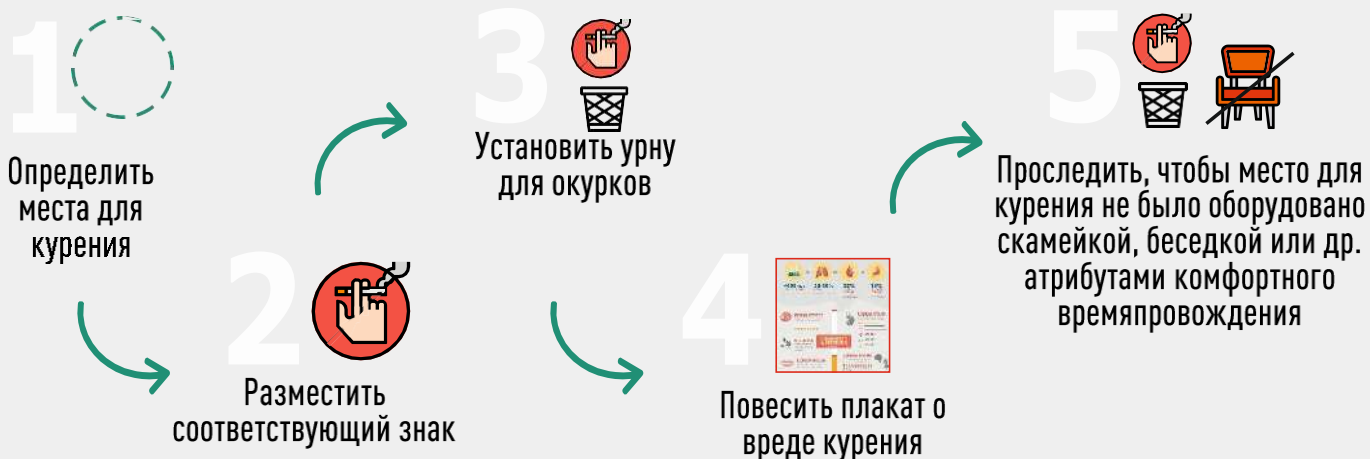 1
Определить
места для
курения
2
Разместить
соответствующий знак
3
Установить урну
для окурков
4
Повесить плакат о
вреде курения
5
Проследить, чтобы место для
курения не было оборудовано
скамейкой, беседкой или др.
атрибутами комфортного
времяпровождения